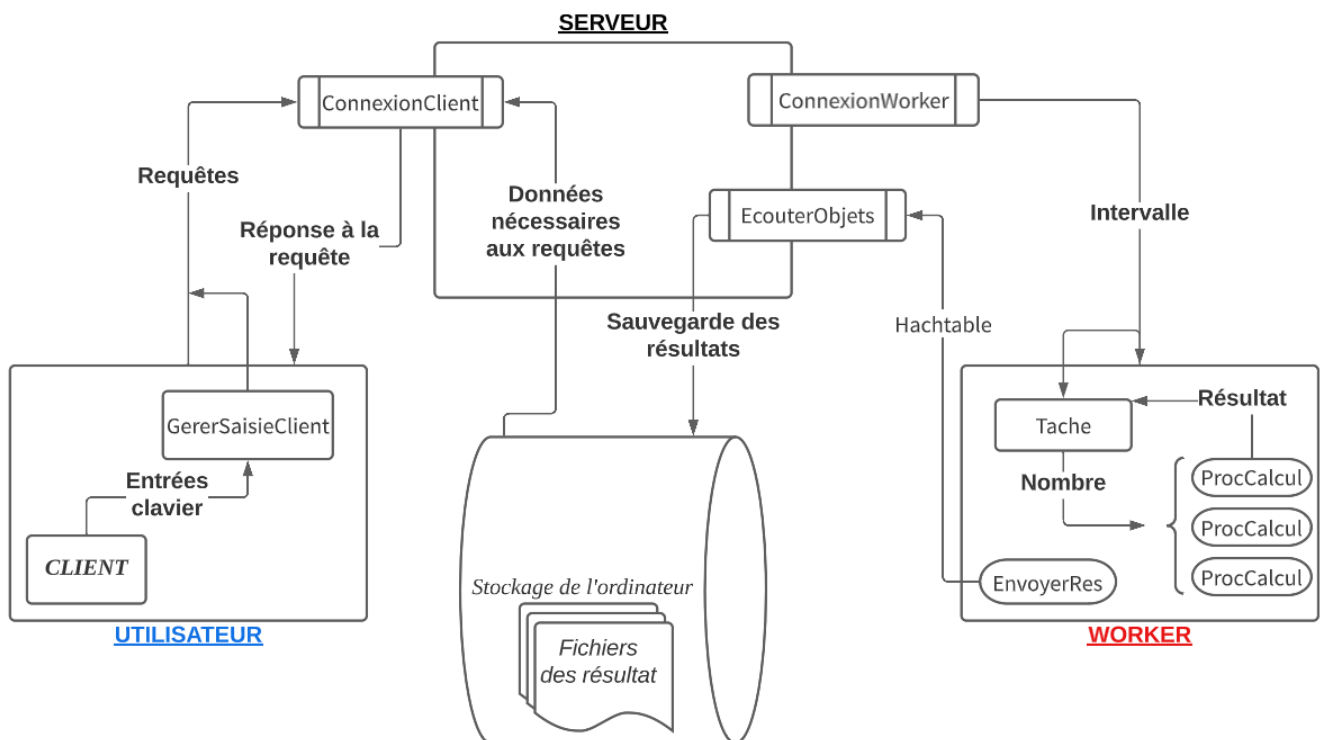 SERVEUR
ConnexionClient
ConnexionWorker
Requêtes
Données
nécessaires
aux requêtes
EcouterObjets
Intervalle
Réponse à la
requête
Sauvegarde des
résultats
Hachtable
GererSaisieClient
Tache
Résultat
Entrées
clavier
Nombre
ProcCalcul
ProcCalcul
ProcCalcul
CLIENT
Stockage de l'ordinateur
EnvoyerRes
UTILISATEUR
Fichiers
des résultat
WORKER